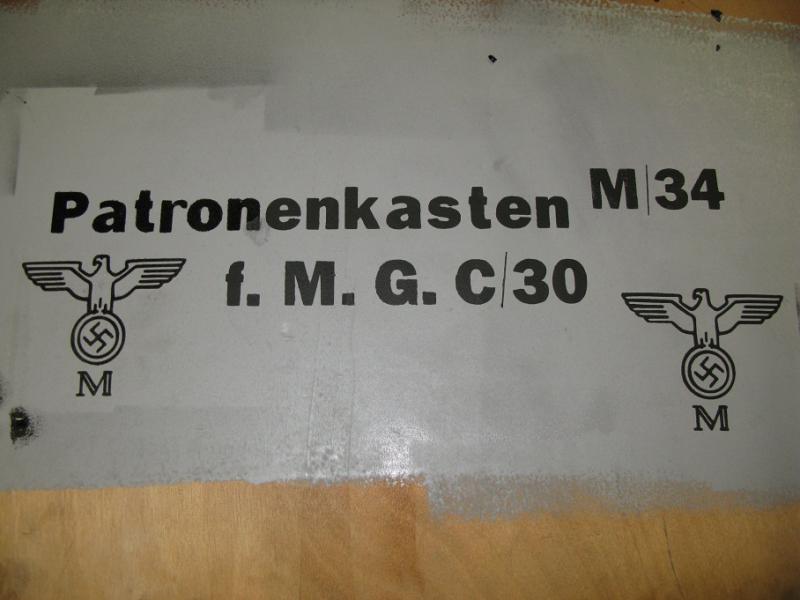 Patronenkasten M/34
f. M. G. C/30
M
M